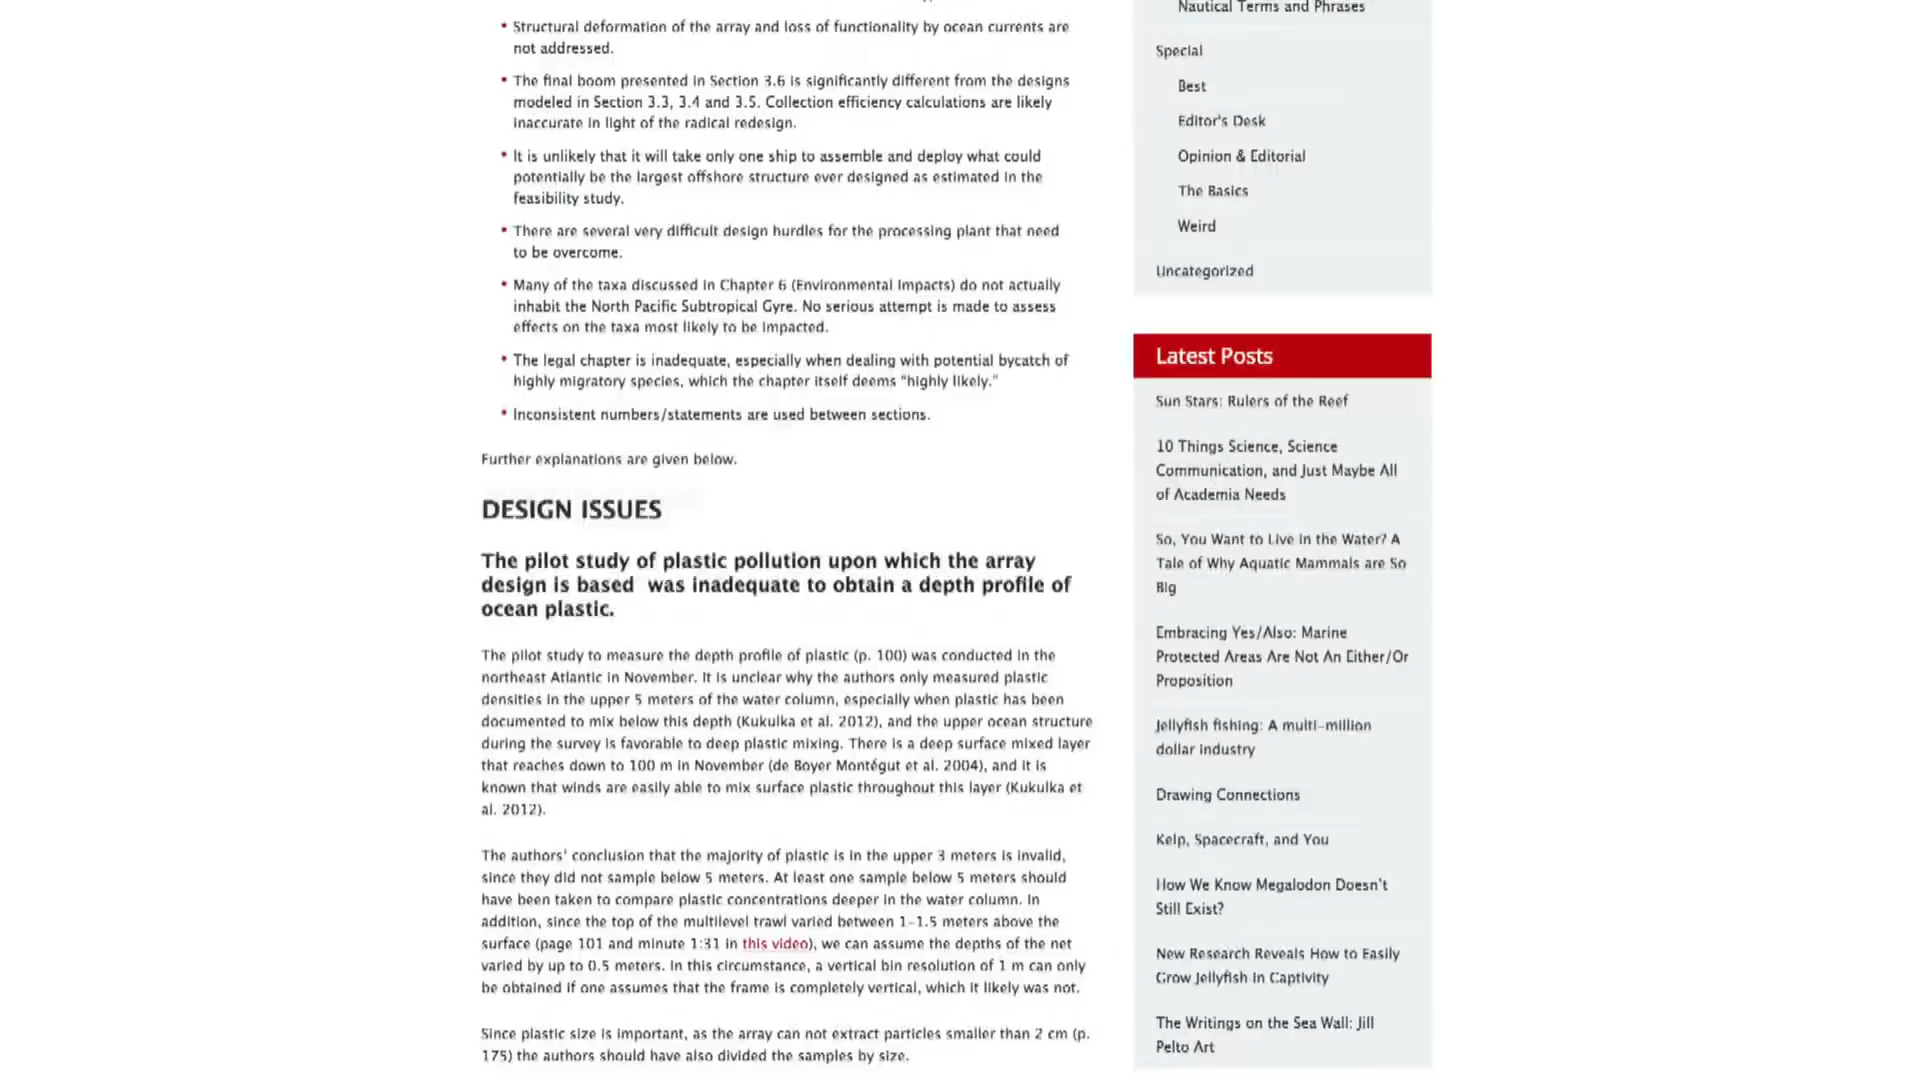 • Structural deformation of the array and loss of functionality by ocean currents are
not addressed.
• The final boom presented in Section 3.6 is significantly different from the designs
modeled in Section 3.3, 3.4 and 3.5. Collection efficiency calculations are likely
inaccurate in light of the radical redesign.
• It is unlikely that it will take only one ship to assemble and deploy what could
potentially be the largest offshore structure ever designed as estimated in the
feasibility study.
• There are several very difficult design hurdles for the processing plant that need
to be overcome.
• Many of the taxa discussed in Chapter 6 (Environmental Impacts) do not actually
inhabit the North Pacific Subtropical Gyre. No serious attempt is made to assess
effects on the taxa most likely to be impacted.
• The legal chapter is inadequate, especially when dealing with potential bycatch of
highly migratory species, which the chapter itself deems “highly likely.”
• Inconsistent numbers/statements are used between sections.
Further explanations are given below.
DESIGN ISSUES
The pilot study of plastic pollution upon which the array
design is based  was inadequate to obtain a depth profile of
ocean plastic.
The pilot study to measure the depth profile of plastic (p. 100) was conducted in the
northeast Atlantic in November. It is unclear why the authors only measured plastic
densities in the upper 5 meters of the water column, especially when plastic has been
documented to mix below this depth (Kukulka et al. 2012), and the upper ocean structure
during the survey is favorable to deep plastic mixing. There is a deep surface mixed layer
that reaches down to 100 m in November (de Boyer Montégut et al. 2004), and it is
known that winds are easily able to mix surface plastic throughout this layer (Kukulka et
al. 2012).
The authors’ conclusion that the majority of plastic is in the upper 3 meters is invalid,
since they did not sample below 5 meters. At least one sample below 5 meters should
have been taken to compare plastic concentrations deeper in the water column. In
addition, since the top of the multilevel trawl varied between 1–1.5 meters above the
surface (page 101 and minute 1:31 in this video), we can assume the depths of the net
varied by up to 0.5 meters. In this circumstance, a vertical bin resolution of 1 m can only
be obtained if one assumes that the frame is completely vertical, which it likely was not.
Since plastic size is important, as the array can not extract particles smaller than 2 cm (p.
175) the authors should have also divided the samples by size.
Nautical Terms and Phrases
Special
Best
Editor's Desk
Opinion & Editorial
The Basics
Weird
Uncategorized
Latest Posts
Sun Stars: Rulers of the Reef
10 Things Science, Science
Communication, and Just Maybe All
of Academia Needs
So, You Want to Live in the Water? A
Tale of Why Aquatic Mammals are So
Big
Embracing Yes/Also: Marine
Protected Areas Are Not An Either/Or
Proposition
Jellyfish fishing: A multi-million
dollar industry
Drawing Connections
Kelp, Spacecraft, and You
How We Know Megalodon Doesn't
Still Exist?
New Research Reveals How to Easily
Grow Jellyfish in Captivity
The Writings on the Sea Wall: Jill
Pelto Art